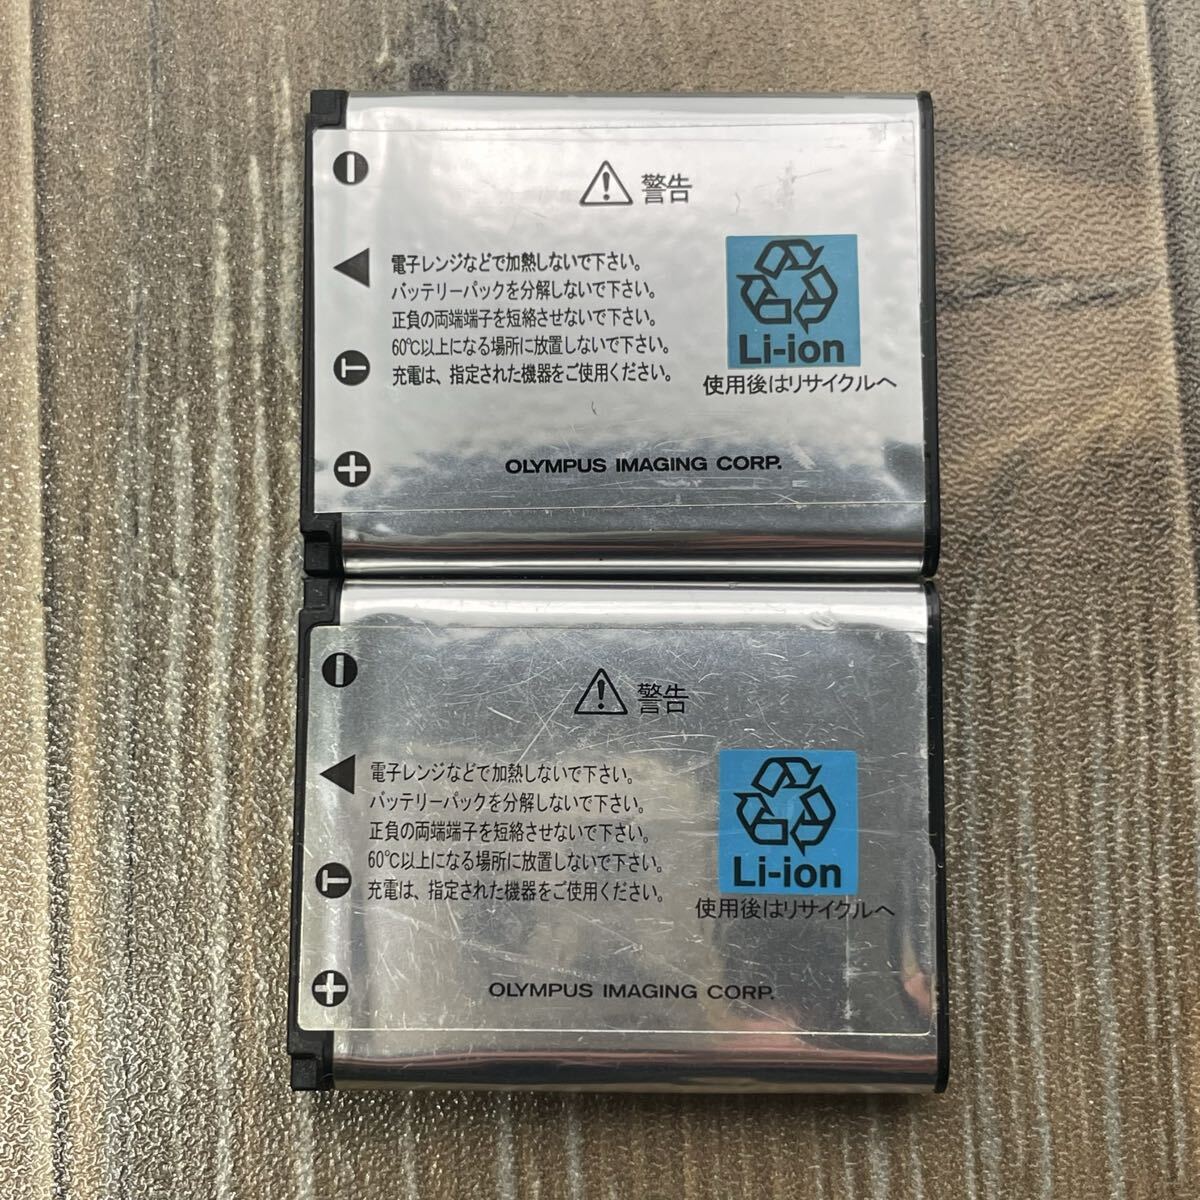 警告
電子レンジなどで加熱しないで下さい。
バッテリーパックを分解しないで下さい。
正負の両端端子を短絡させないで下さい。
60℃以上になる場所に放置しないで下さい。
充電は、指定された機器をご使用ください。
Li-ion
使用後はリサイクルへ
T
OLYMPUS IMAGING CORP.
警告
電子レンジなどで加熱しないで下さい。
バッテリーパックを分解しないで下さい。
正負の両端端子を短絡させないで下さい。
60℃以上になる場所に放置しないで下さい。
充電は、指定された機器をご使用ください。
Li-ion
使用後はリサイクルへ
T
OLYMPUS IMAGING CORP.